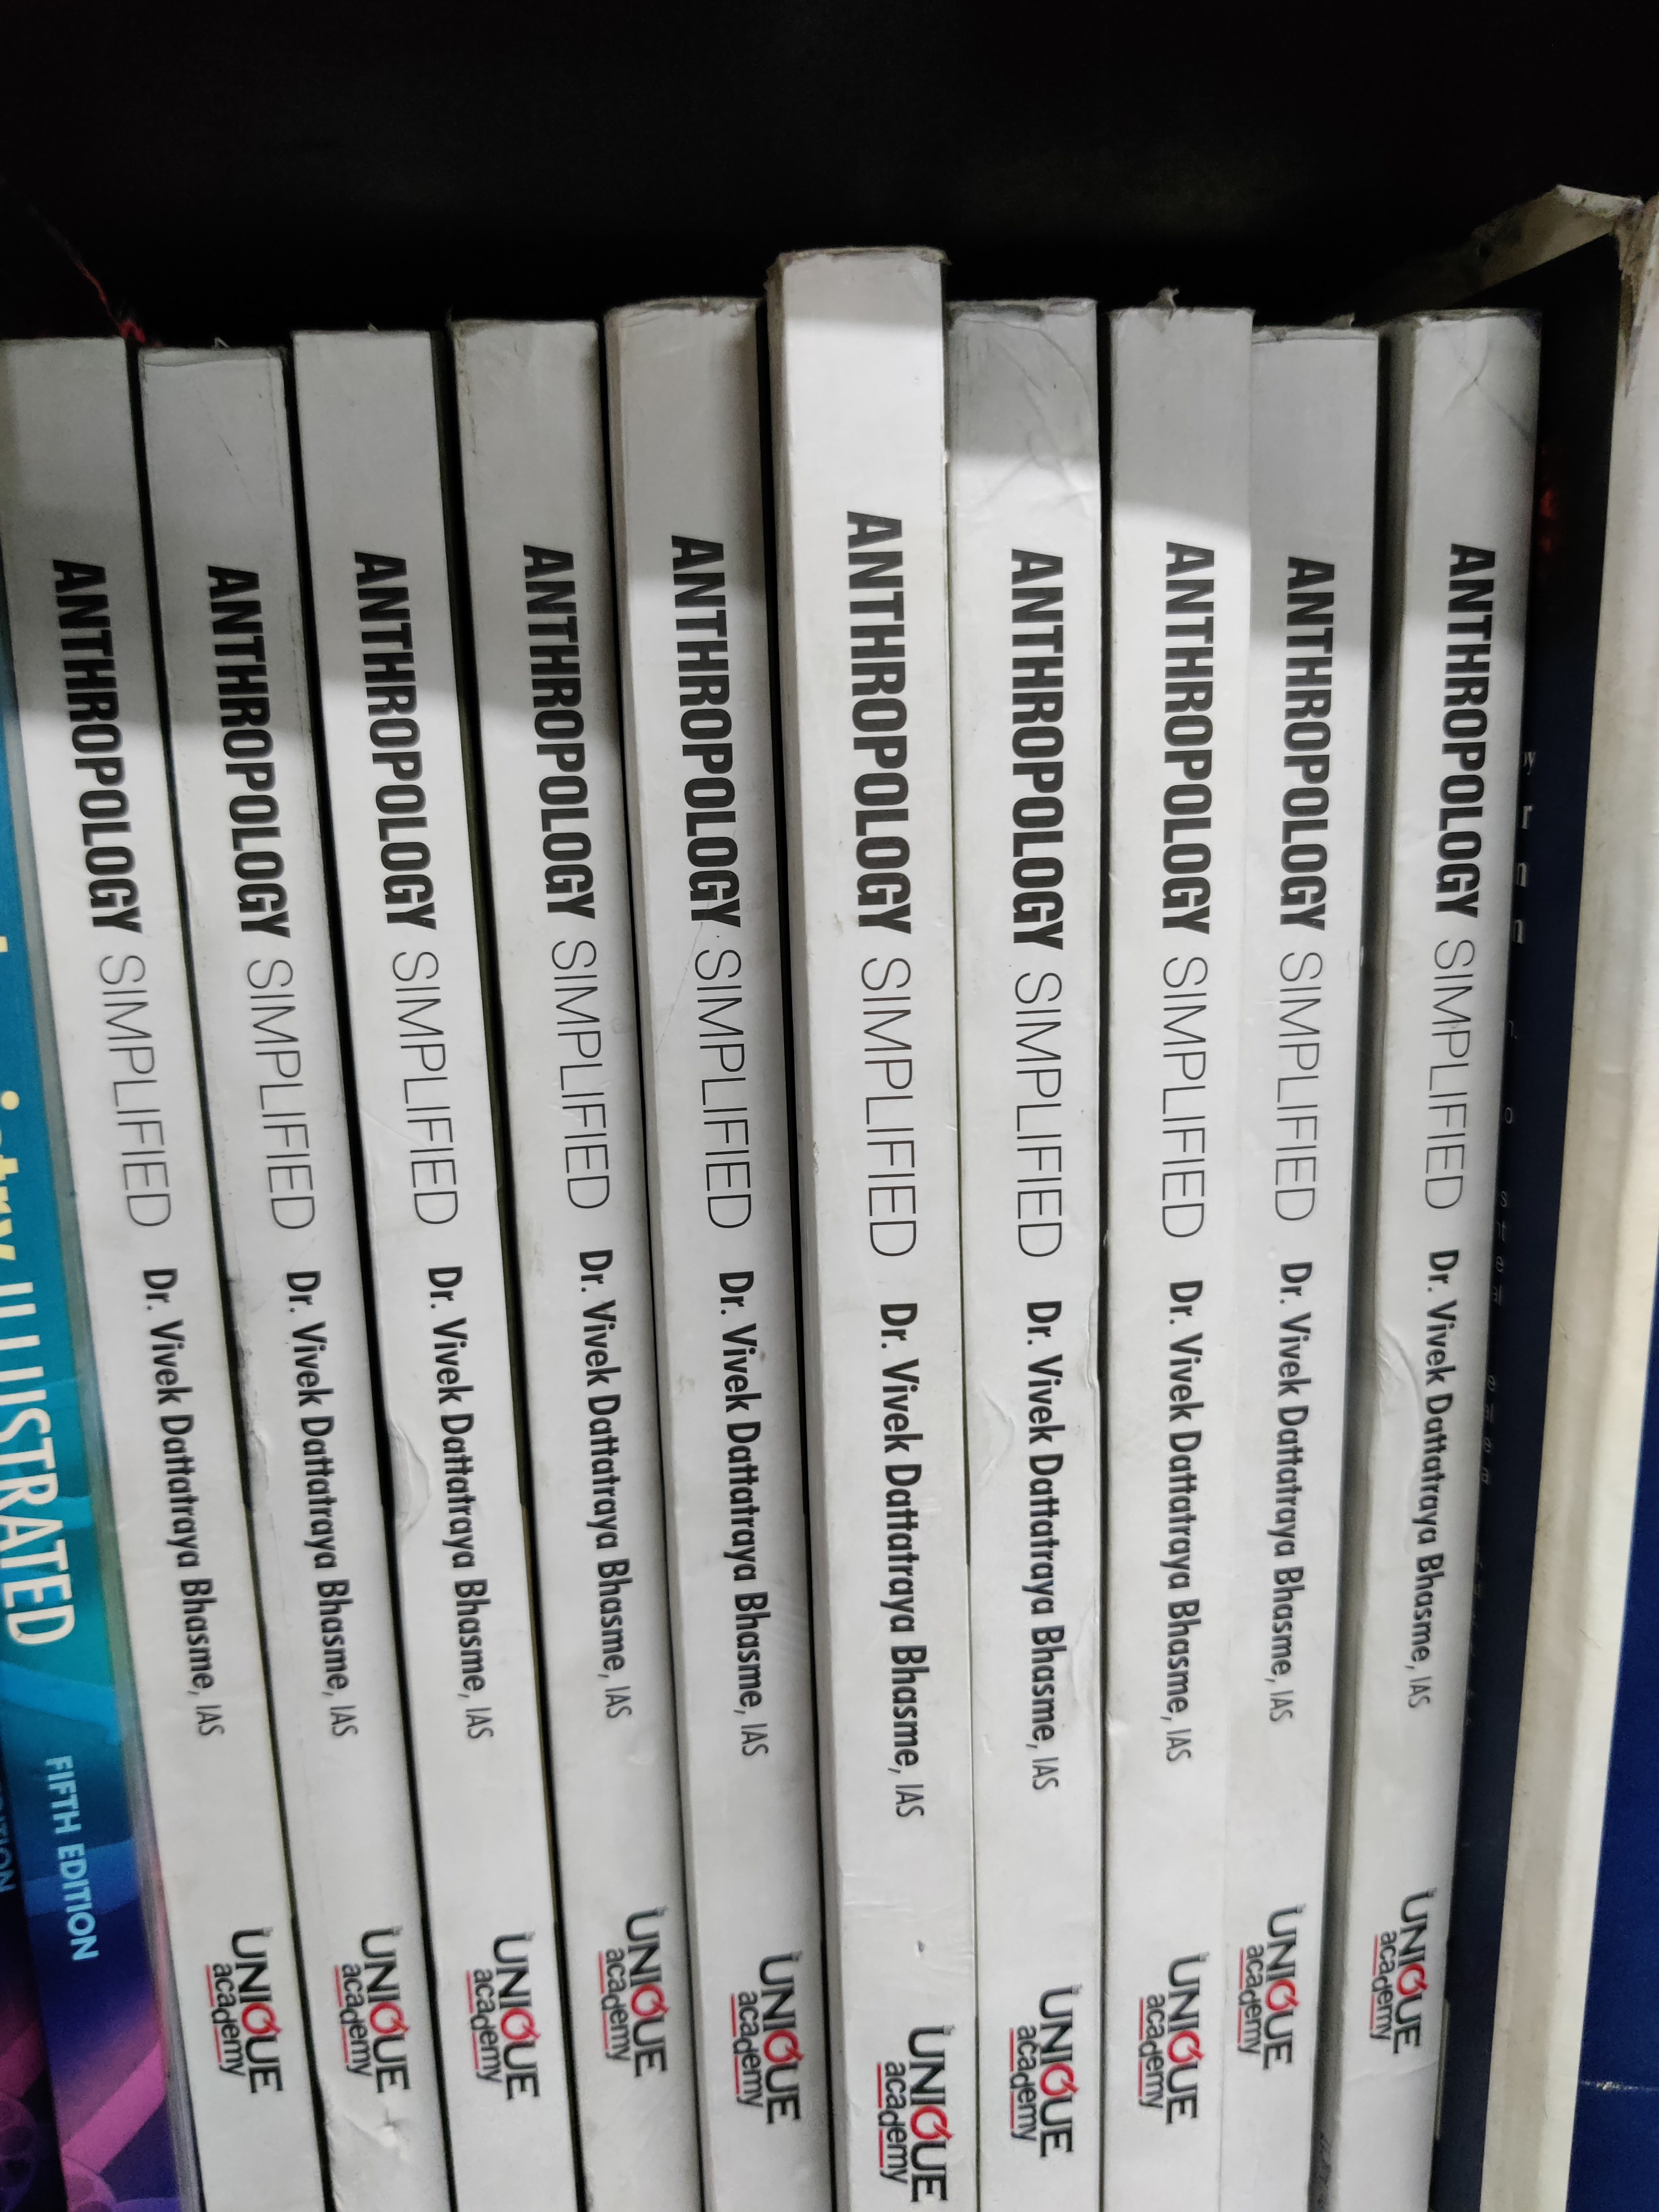 ILLUSTRATED
FIFTH EDITION
ANTHROPOLOGY SIMPLIFIED Dr. Vivek Dattatraya Bhasme, IAS
UNIQUE
academy
ANTHROPOLOGY SIMPLIFIED Dr. Vivek Dattatraya Bhasme, IAS
UNIQUE
academy
ANTHROPOLOGY SIMPLIFIED Dr. Vivek Dattatraya Bhasme, IAS
UNIQUE
academy
ANTHROPOLOGY SIMPLIFIED Dr. Vivek Dattatraya Bhasme, IAS
UNIQUE
academy
ANTHROPOLOGY SIMPLIFIED Dr. Vivek Dattatraya Bhasme, IAS
UNIQUE
academy
ANTHROPOLOGY SIMPLIFIED Dr. Vivek Dattatraya Bhasme, IAS
UNIQUE
academy
ANTHROPOLOGY SIMPLIFIED Dr. Vivek Dattatraya Bhasme, IAS
UNIQUE
academy
ANTHROPOLOGY SIMPLIFIED Dr. Vivek Dattatraya Bhasme, IAS
UNIQUE
academy
ANTHROPOLOGY SIMPLIFIED Dr. Vivek Dattatraya Bhasme, IAS
UNIQUE
academy
ANTHROPOLOGY SIMPLIFIED Dr. Vivek Dattatraya Bhasme, IAS
UNIQUE
academy